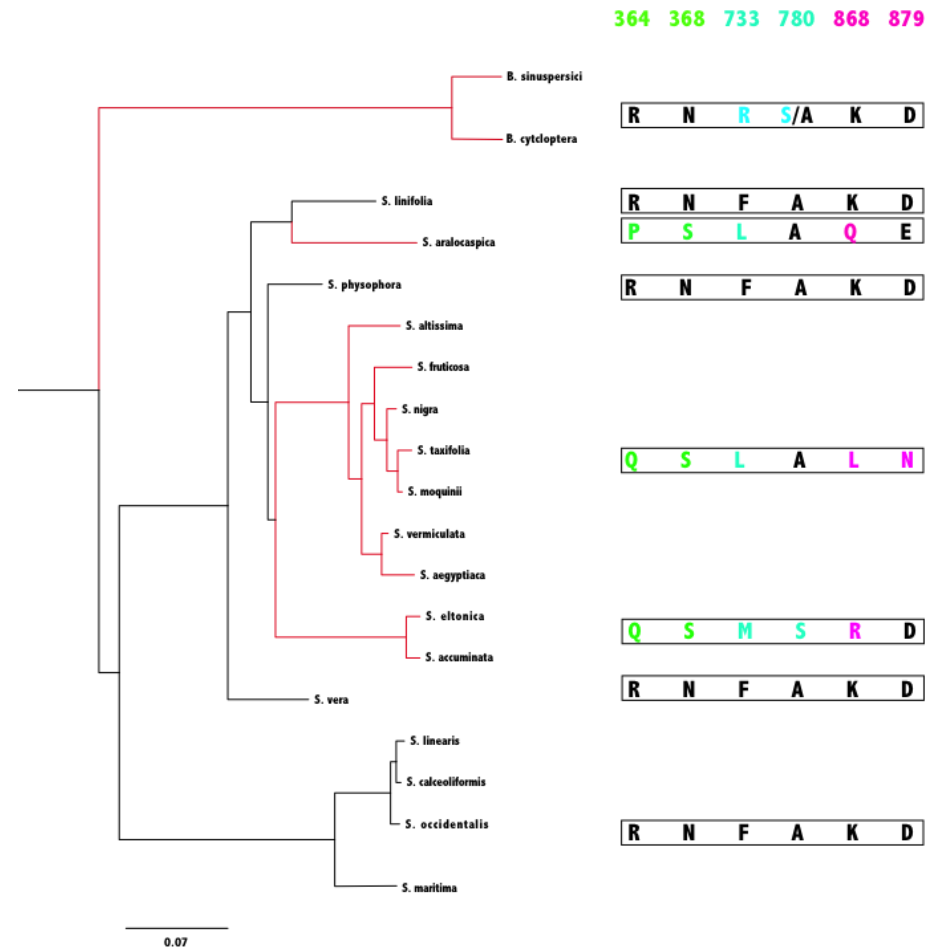 364 368 733 780 868 879
B. sinuspersici
R N R S/A K D
B. cytcloptera
S. linifolia R N F A K D
P S L A Q E
S. aralocaspica
S. physophora R N F A K D
S. altissima
S. fruticosa
S. nigra
S. taxifolia
Q S L A L N
S. moquinii
S. vermiculata
S. aegyptiaca
S. eltonica
Q S M S R D
S. accuminata
R N F A K D
S. vera
S. linearis
S. calceoliformis
S. occidentalis
R N F A K D
S. maritima
0.07